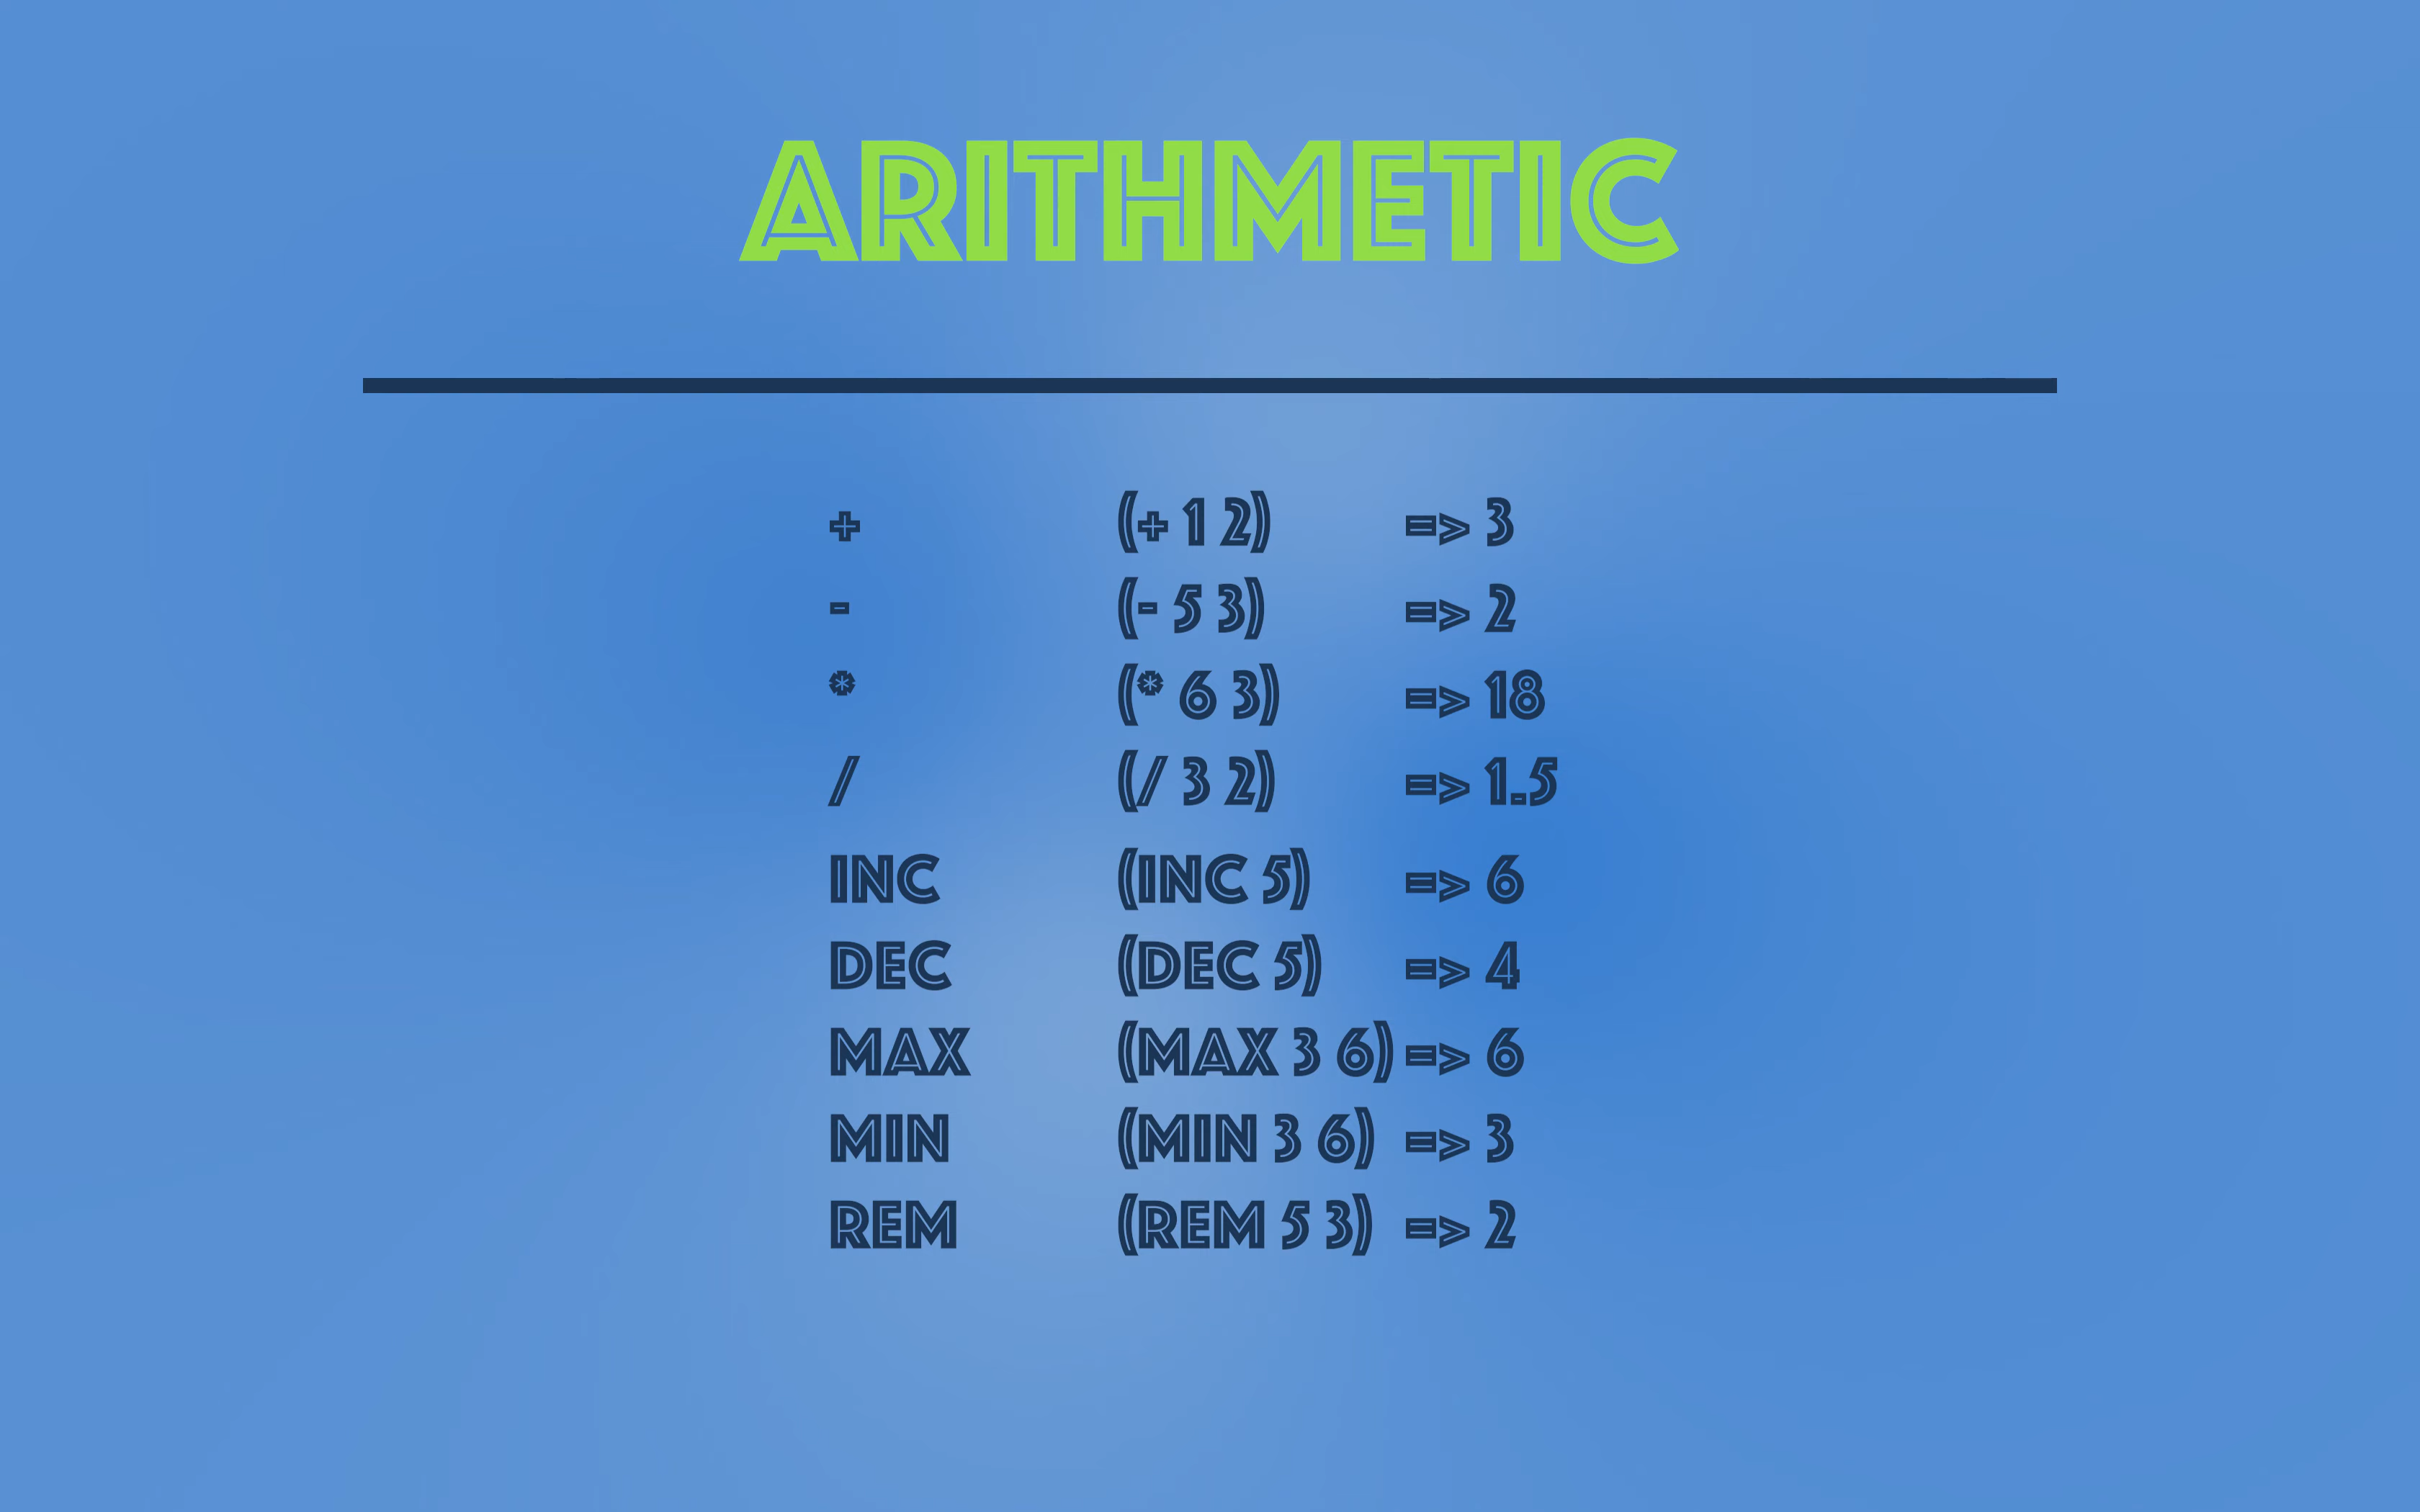 ARITHMETIC
+ (+ 1 2) => 3
- (- 5 3) => 2
* (* 6 3) => 18
/ (/ 3 2) => 1.5
INC (INC 5) => 6
DEC (DEC 5) => 4
MAX (MAX 3 6) => 6
MIN (MIN 3 6) => 3
REM (REM 5 3) => 2